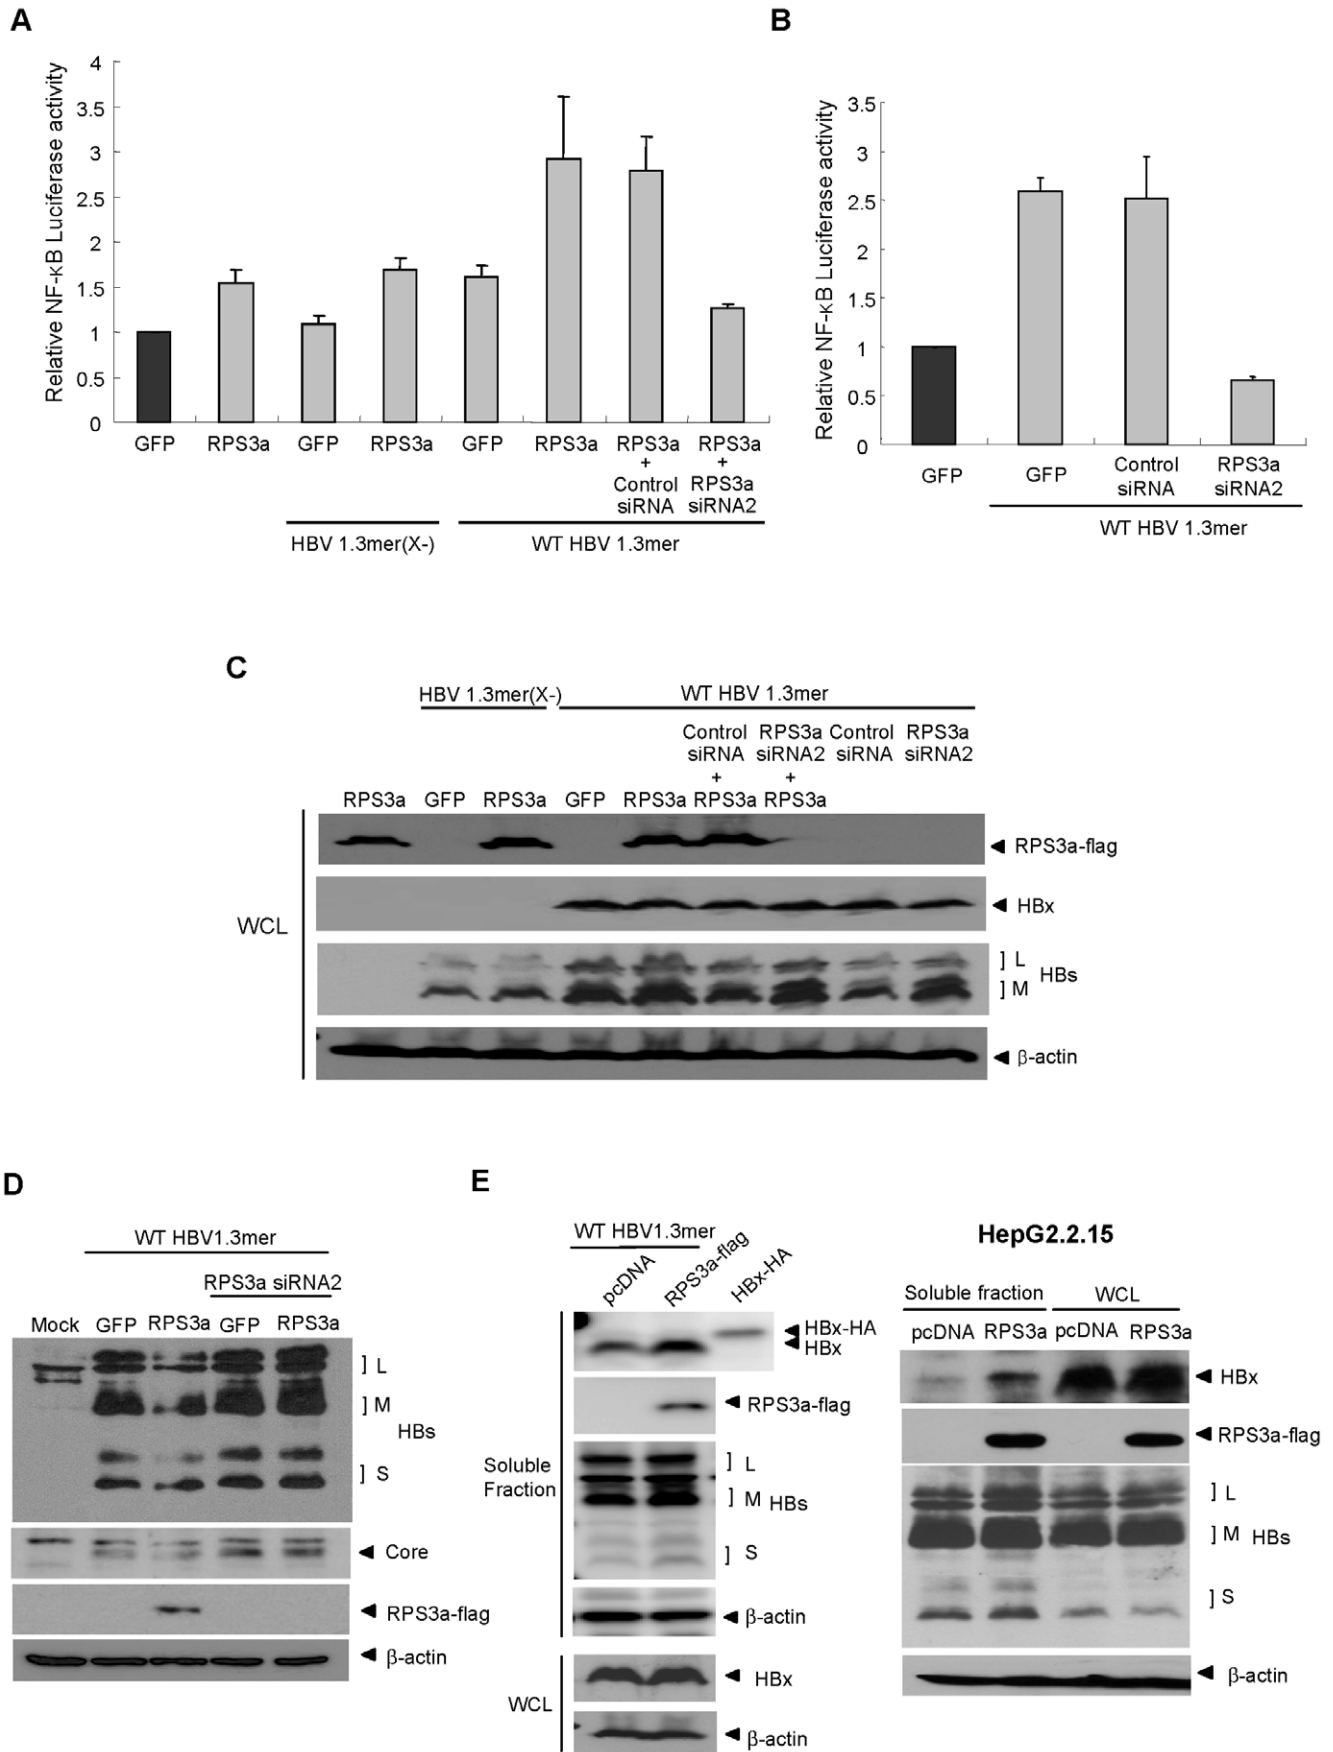 A
Relative NF-κB Luciferase activity
4
3.5
3
2.5
2
1.5
1
0.5
0
GFP RPS3a GFP RPS3a GFP RPS3a RPS3a RPS3a
+ +
Control RPS3a
siRNA siRNA2
HBV 1.3mer(X-) WT HBV 1.3mer
B
Relative NF-κB Luciferase activity
3.5
3
2.5
2
1.5
1
0.5
0
GFP GFP Control RPS3a
siRNA siRNA2
WT HBV 1.3mer
C
HBV 1.3mer(X-) WT HBV 1.3mer
Control RPS3a Control RPS3a
siRNA siRNA2 siRNA siRNA2
+ +
RPS3a GFP RPS3a GFP RPS3a RPS3a RPS3a
WCL
RPS3a-flag
HBx
] L
HBs
] M
β-actin
D
WT HBV1.3mer
RPS3a siRNA2
Mock GFP RPS3a GFP RPS3a
] L
] M
HBs
] S
Core
RPS3a-flag
β-actin
E
WT HBV1.3mer
pcDNA RPS3a-flag HBx-HA
HBx-HA
HBx
RPS3a-flag
Soluble
Fraction
] L
] M HBs
] S
β-actin
WCL
HBx
β-actin
HepG2.2.15
Soluble fraction WCL
pcDNA RPS3a pcDNA RPS3a
HBx
RPS3a-flag
] L
] M HBs
] S
β-actin